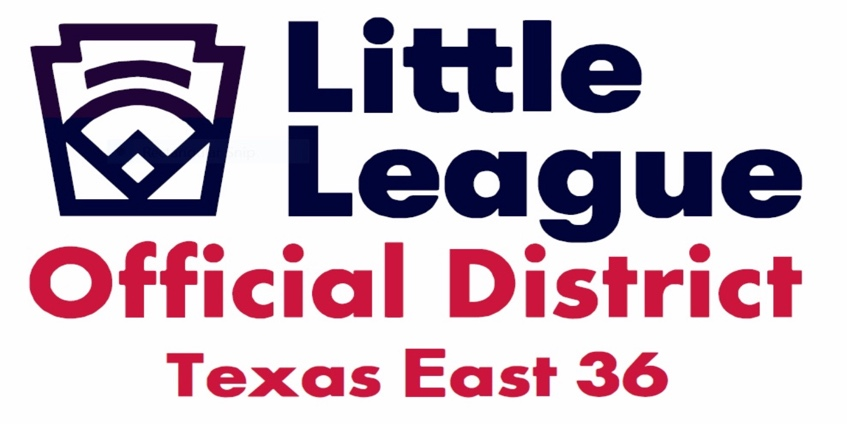 Little
League
Official District
Texas East 36